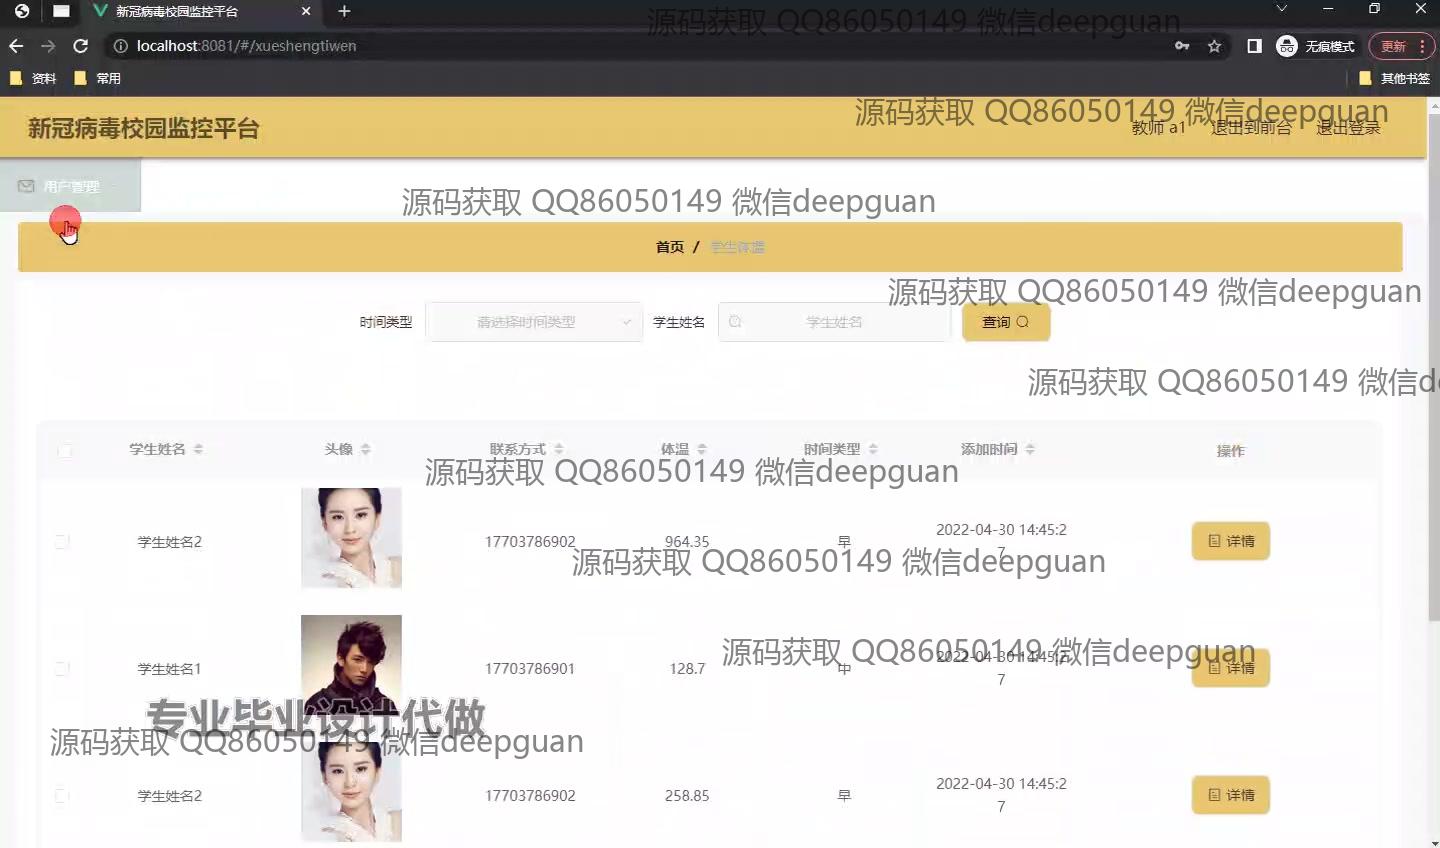 新冠病毒校园监控平台
源码获取 QQ86050149 微信deepguan
localhost:8081/#/xueshengtiwen
无痕模式
更新
资料
常用
其他书签
新冠病毒校园监控平台
源码获取 QQ86050149 微信deepguan
教师 a1
退出到前台
退出登录
用户管理
源码获取 QQ86050149 微信deepguan
首页 / 学生体温
源码获取 QQ86050149 微信deepguan
时间类型 请选择时间类型 学生姓名 学生姓名 查询
源码获取 QQ86050149 微信d
学生姓名 头像 联系方式 体温 时间类型 添加时间 操作
源码获取 QQ86050149 微信deepguan
学生姓名2 17703786902 964.35 早 2022-04-30 14:45:2
7
详情
源码获取 QQ86050149 微信deepguan
源码获取 QQ86050149 微信deepguan
学生姓名1 17703786901 128.7 中 2022-04-30 14:45:2
7
详情
专业毕业设计代做
源码获取 QQ86050149 微信deepguan
学生姓名2 17703786902 258.85 早 2022-04-30 14:45:2
7
详情